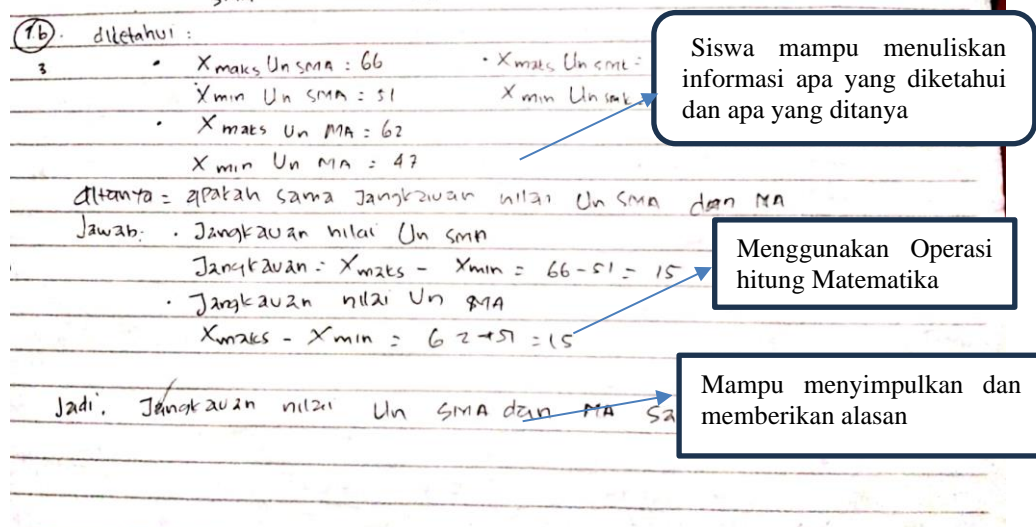 1.b. diketahui :
3 • Xmaks Un SMA : 66 • Xmaks Un smk :
Xmin Un SMA : 51 Xmin Un smk
• Xmaks Un MA : 62
Xmin Un MA : 47
ditanya = apakah sama Jangkauan nilai Un SMA dan MA
Jawab : • Jangkauan nilai Un SMA
Jangkauan = Xmaks - Xmin = 66-51 = 15
• Jangkauan nilai Un MA
Xmaks - Xmin = 62 - = 15
Jadi, Jangkauan nilai Un SMA dan MA sa
Siswa mampu menuliskan
informasi apa yang diketahui
dan apa yang ditanya
Menggunakan Operasi
hitung Matematika
Mampu menyimpulkan dan
memberikan alasan